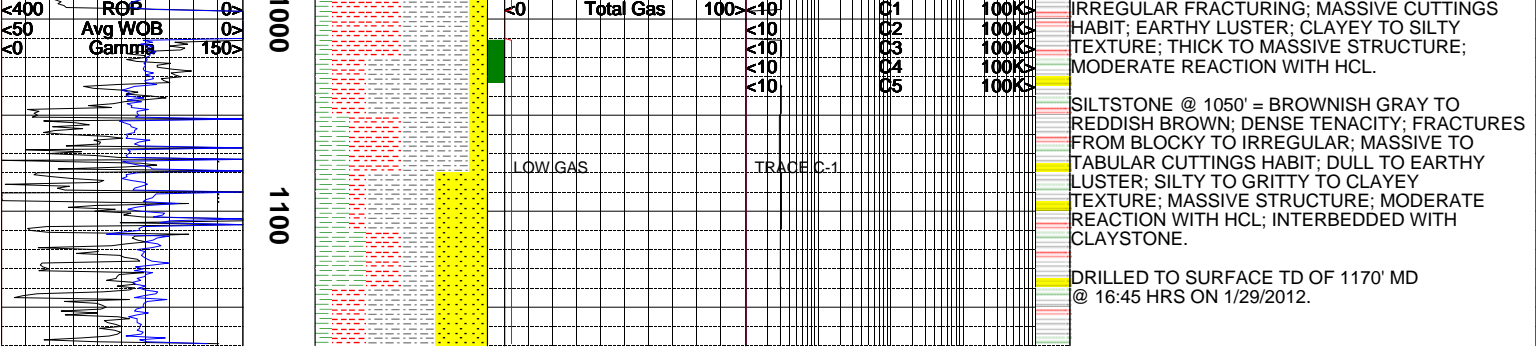 <400 ROP 0>
<50 Avg WOB 0>
<0 Gamma 150>
1000
1100
<0 Total Gas 100>
LOW GAS
<10 C1 100K>
<10 C2 100K>
<10 C3 100K>
<10 C4 100K>
<10 C5 100K>
TRACE C-1
IRREGULAR FRACTURING; MASSIVE CUTTINGS
HABIT; EARTHY LUSTER; CLAYEY TO SILTY
TEXTURE; THICK TO MASSIVE STRUCTURE;
MODERATE REACTION WITH HCL.
SILTSTONE @ 1050' = BROWNISH GRAY TO
REDDISH BROWN; DENSE TENACITY; FRACTURES
FROM BLOCKY TO IRREGULAR; MASSIVE TO
TABULAR CUTTINGS HABIT; DULL TO EARTHY
LUSTER; SILTY TO GRITTY TO CLAYEY
TEXTURE; MASSIVE STRUCTURE; MODERATE
REACTION WITH HCL; INTERBEDDED WITH
CLAYSTONE.
DRILLED TO SURFACE TD OF 1170' MD
@ 16:45 HRS ON 1/29/2012.